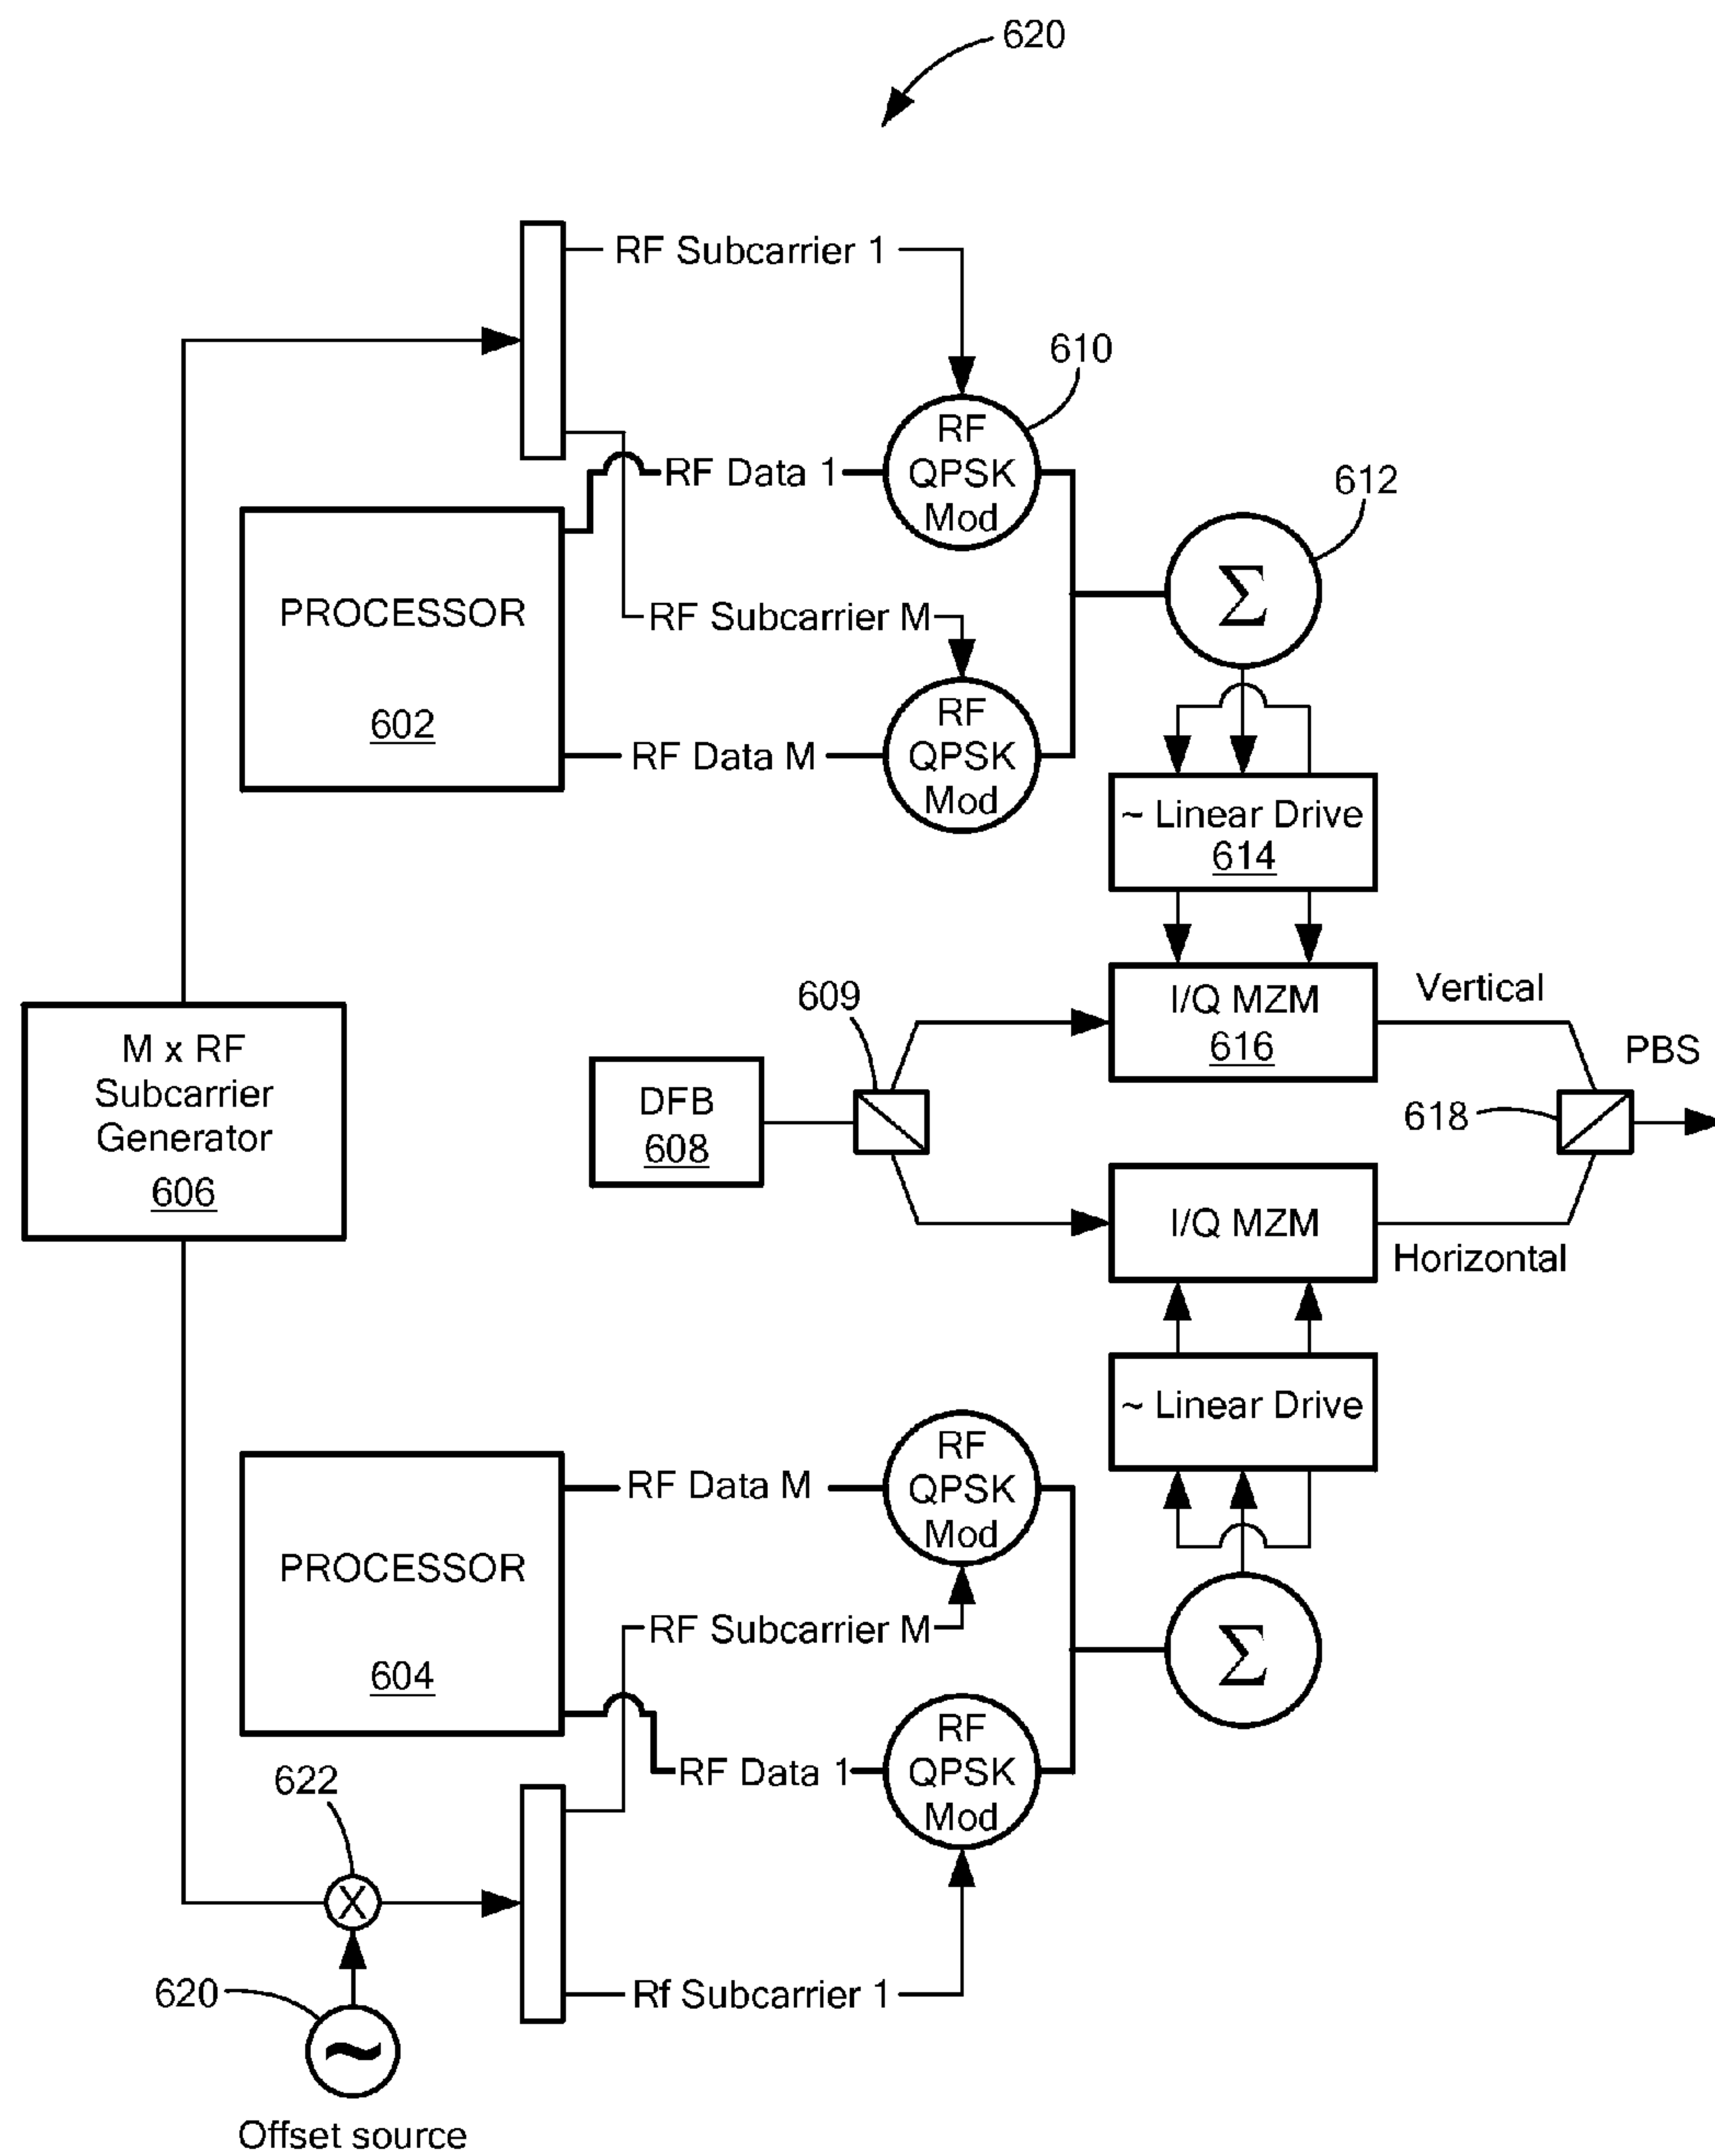 620
RF Subcarrier 1
610
RF
QPSK
Mod
RF Data 1
612
Σ
PROCESSOR
602
RF Subcarrier M
RF
QPSK
Mod
RF Data M
~ Linear Drive
614
609
I/Q MZM
616
Vertical
PBS
M x RF
Subcarrier
Generator
606
DFB
608
618
I/Q MZM
Horizontal
~ Linear Drive
PROCESSOR
604
RF Data M
RF
QPSK
Mod
RF Subcarrier M
Σ
RF Data 1
RF
QPSK
Mod
622
X
620
Rf Subcarrier 1
~
Offset source